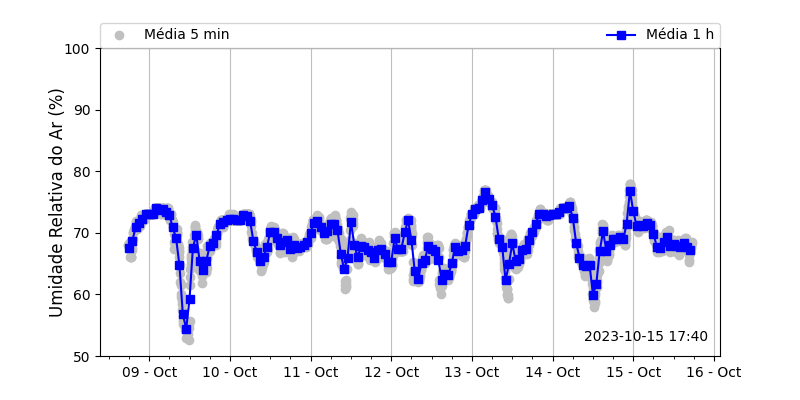 Média 5 min    Média 1 h
100
90
80
70
60
50
Umidade Relativa do Ar (%)
2023-10-15 17:40
09 - Oct    10 - Oct    11 - Oct    12 - Oct    13 - Oct    14 - Oct    15 - Oct    16 - Oct